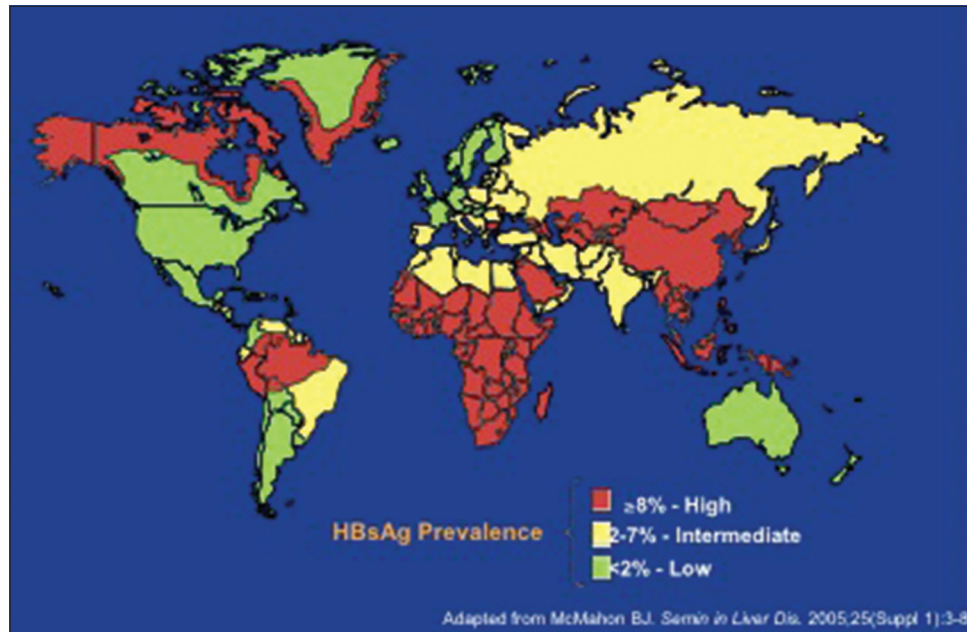 HBsAg Prevalence
≥8% - High
2-7% - Intermediate
<2% - Low
Adapted from McMahon BJ. Semin in Liver Dis. 2005;25(Suppl 1):3-8